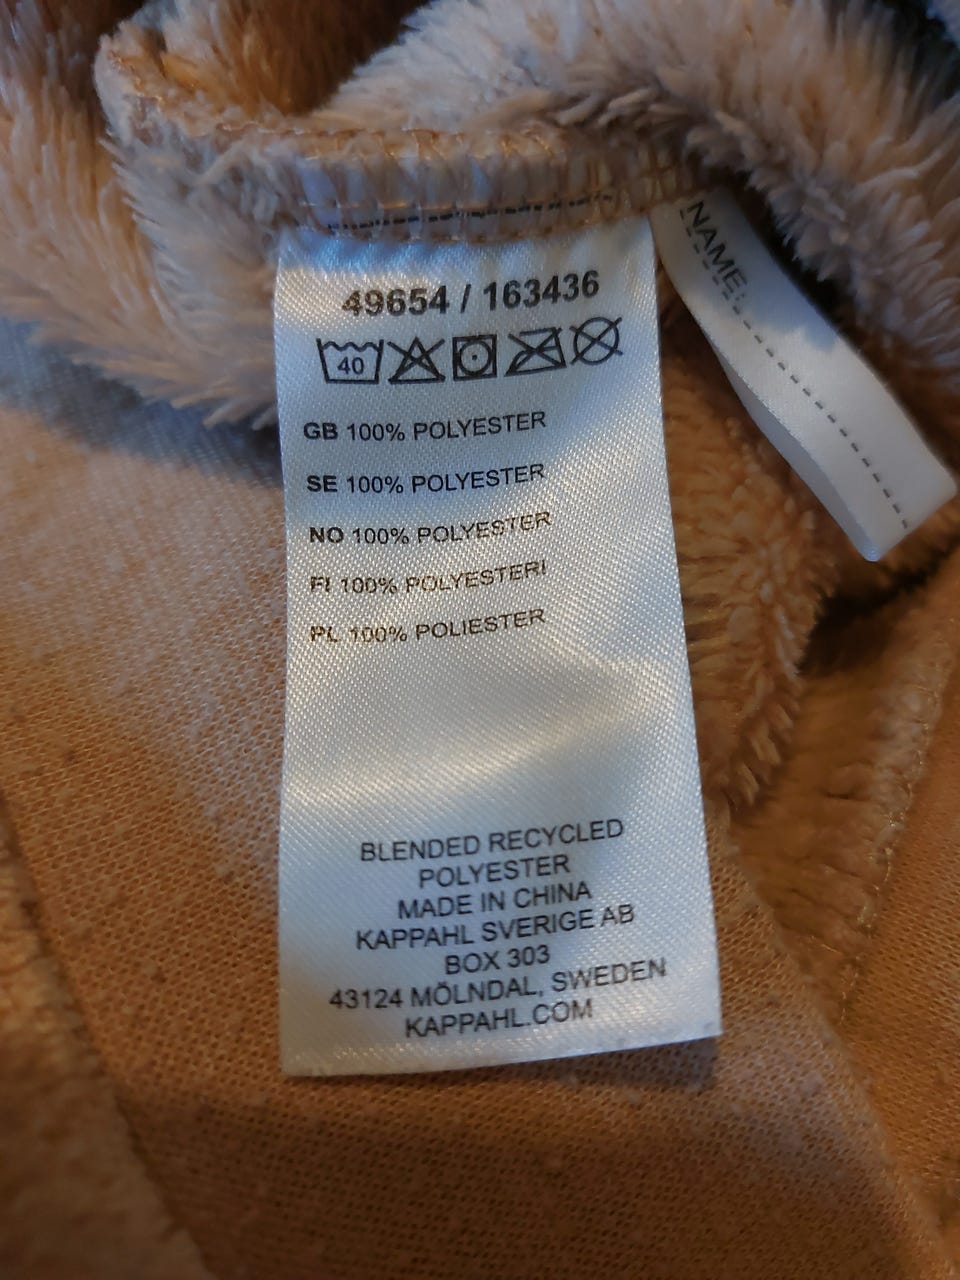 49654 / 163436
40
GB 100% POLYESTER
SE 100% POLYESTER
NO 100% POLYESTER
FI 100% POLYESTERI
PL 100% POLIESTER
BLENDED RECYCLED
POLYESTER
MADE IN CHINA
KAPPAHL SVERIGE AB
BOX 303
43124 MÖLNDAL, SWEDEN
KAPPAHL.COM
NAME: